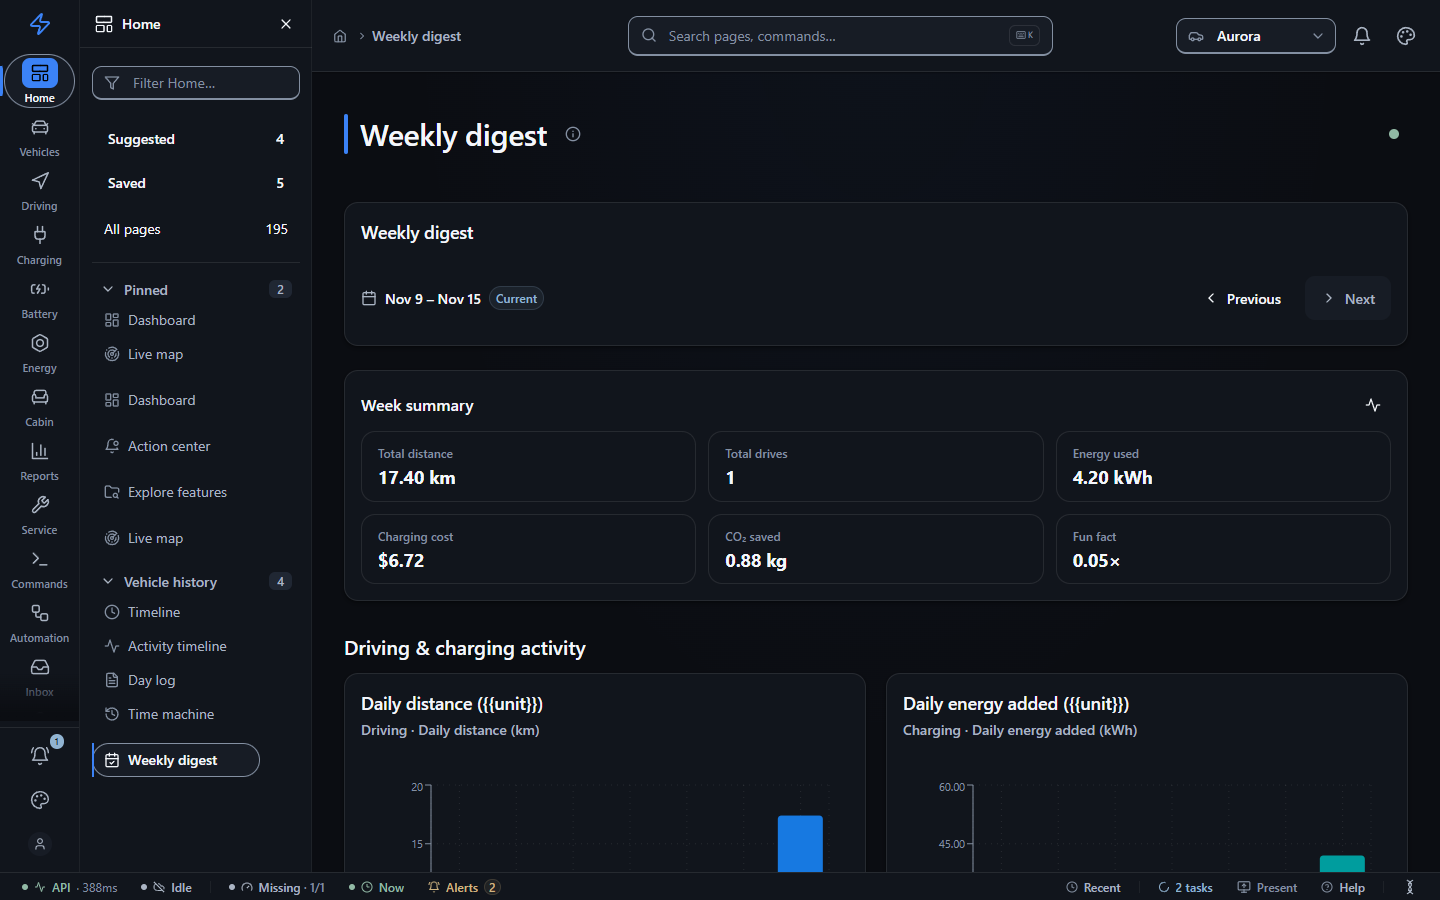 Home
Vehicles
Driving
Charging
Battery
Energy
Cabin
Reports
Service
Commands
Automation
Inbox
1
Home
Filter Home...
Suggested 4
Saved 5
All pages 195
Pinned 2
Dashboard
Live map
Dashboard
Action center
Explore features
Live map
Vehicle history 4
Timeline
Activity timeline
Day log
Time machine
Weekly digest
Weekly digest
Search pages, commands...
K
Aurora
Weekly digest
Weekly digest
Nov 9 – Nov 15 Current
Previous
Next
Week summary
Total distance
17.40 km
Total drives
1
Energy used
4.20 kWh
Charging cost
$6.72
CO₂ saved
0.88 kg
Fun fact
0.05×
Driving & charging activity
Daily distance ({{unit}})
Driving · Daily distance (km)
20
15
Daily energy added ({{unit}})
Charging · Daily energy added (kWh)
60.00
45.00
API · 388ms
Idle
Missing · 1/1
Now
Alerts 2
Recent
2 tasks
Present
Help